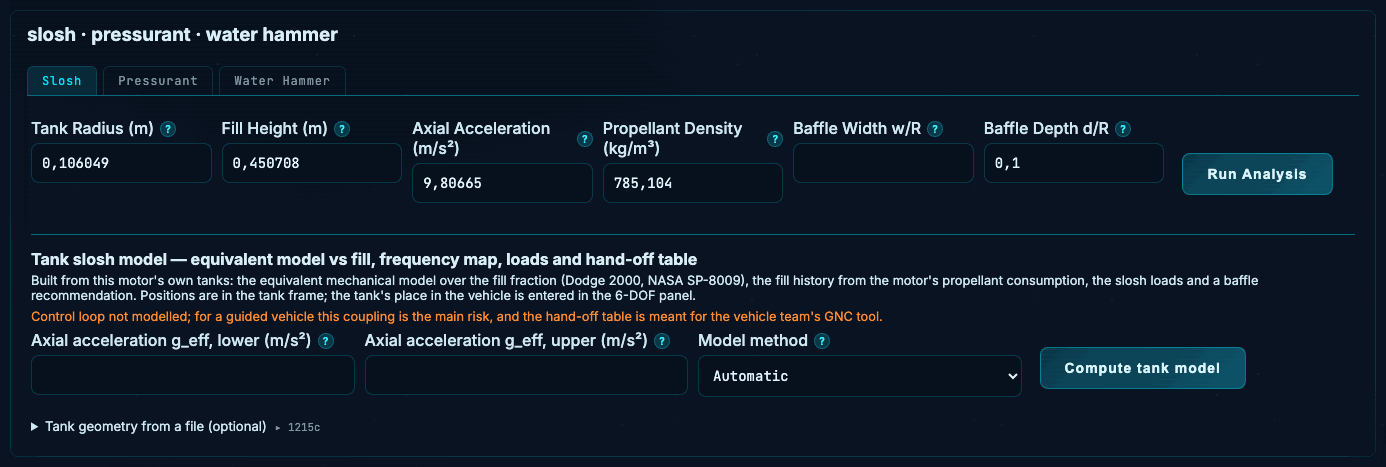 slosh · pressurant · water hammer
Slosh
Pressurant
Water Hammer
Tank Radius (m) ?
Fill Height (m) ?
Axial Acceleration (m/s²) ?
Propellant Density (kg/m³) ?
Baffle Width w/R ?
Baffle Depth d/R ?
0,106049
0,450708
9,80665
785,104
0,1
Run Analysis
Tank slosh model — equivalent model vs fill, frequency map, loads and hand-off table
Built from this motor's own tanks: the equivalent mechanical model over the fill fraction (Dodge 2000, NASA SP-8009), the fill history from the motor's propellant consumption, the slosh loads and a baffle
recommendation. Positions are in the tank frame; the tank's place in the vehicle is entered in the 6-DOF panel.
Control loop not modelled; for a guided vehicle this coupling is the main risk, and the hand-off table is meant for the vehicle team's GNC tool.
Axial acceleration g_eff, lower (m/s²) ?
Axial acceleration g_eff, upper (m/s²) ?
Model method ?
Automatic
Compute tank model
▶ Tank geometry from a file (optional) ▸ 1215c